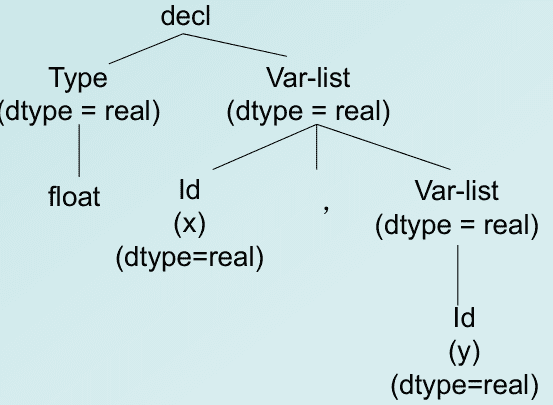 decl
Type
(dtype = real)
Var-list
(dtype = real)
float
Id
(x)
(dtype=real)
,
Var-list
(dtype = real)
Id
(y)
(dtype=real)